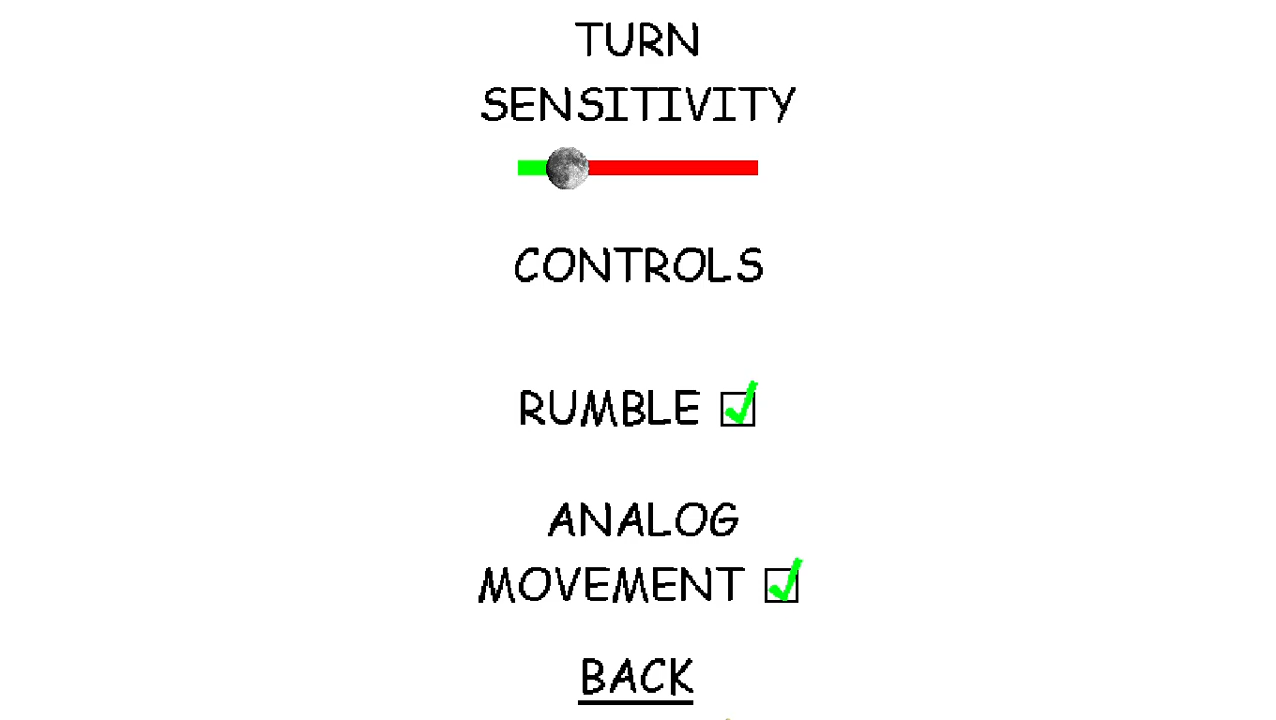 TURN
SENSITIVITY
CONTROLS
RUMBLE
ANALOG
MOVEMENT
BACK